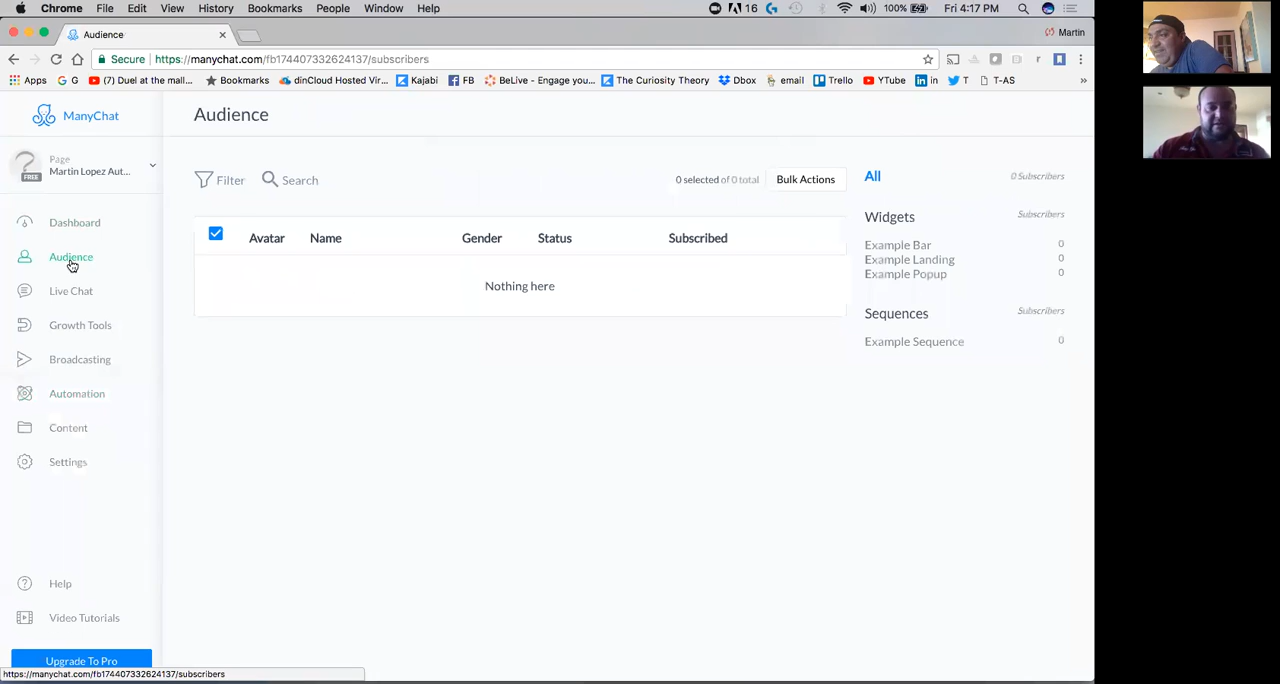 Chrome File Edit View History Bookmarks People Window Help 16 100% Fri 4:17 PM
Audience Martin
Secure https://manychat.com/fb174407332624137/subscribers
Apps G (7) Duel at the mall... Bookmarks dinCloud Hosted Vir... Kajabi FB BeLive - Engage you... The Curiosity Theory Dbox email Trello YTube in T T-AS »
ManyChat
Audience
Page
Martin Lopez Aut...
FREE
Filter Search 0 selected of 0 total Bulk Actions
All 0 Subscribers
Dashboard
Audience
Live Chat
Growth Tools
Broadcasting
Automation
Content
Settings
Avatar Name Gender Status Subscribed
Nothing here
Widgets Subscribers
Example Bar 0
Example Landing 0
Example Popup 0
Sequences Subscribers
Example Sequence 0
Help
Video Tutorials
Upgrade To Pro
https://manychat.com/fb174407332624137/subscribers